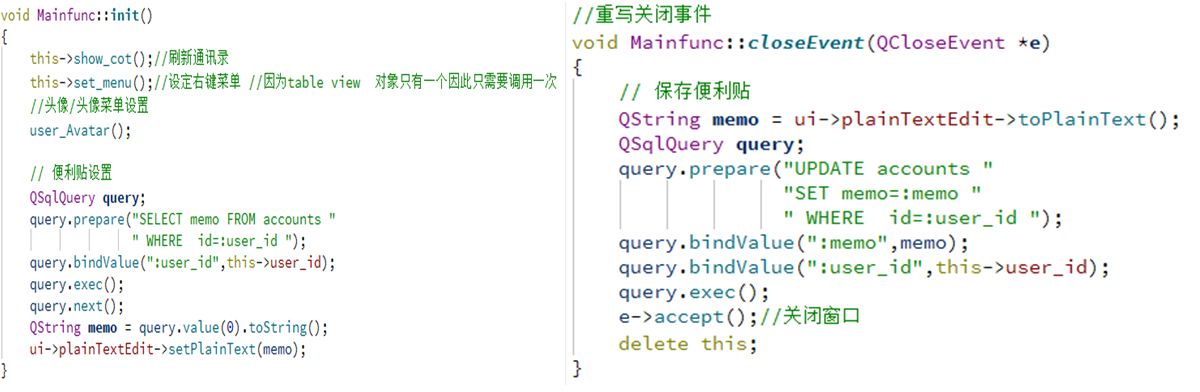 void Mainfunc::init()
{
    this->show_cot();//刷新通讯录
    this->set_menu();//设定右键菜单 //因为table view  对象只有一个因此只需要调用一次
    //头像/头像菜单设置
    user_Avatar();

    // 便利贴设置
    QSqlQuery query;
    query.prepare("SELECT memo FROM accounts "
                  " WHERE  id=:user_id ");
    query.bindValue(":user_id",this->user_id);
    query.exec();
    query.next();
    QString memo = query.value(0).toString();
    ui->plainTextEdit->setPlainText(memo);
}
//重写关闭事件
void Mainfunc::closeEvent(QCloseEvent *e)
{
    // 保存便利贴
    QString memo = ui->plainTextEdit->toPlainText();
    QSqlQuery query;
    query.prepare("UPDATE accounts "
                  "SET memo=:memo "
                  " WHERE  id=:user_id ");
    query.bindValue(":memo",memo);
    query.bindValue(":user_id",this->user_id);
    query.exec();
    e->accept();//关闭窗口
    delete this;
}